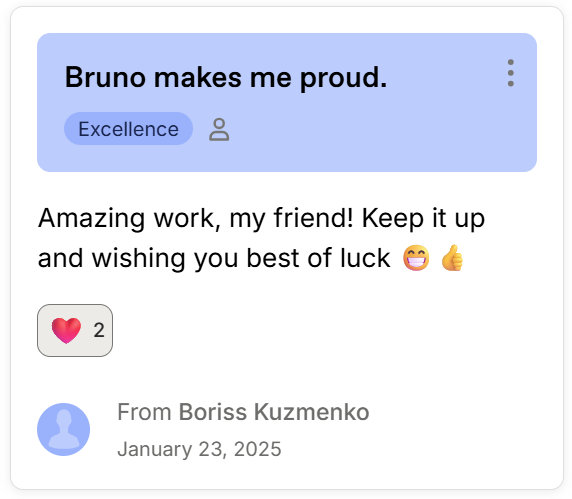 Bruno makes me proud.
Excellence
Amazing work, my friend! Keep it up
and wishing you best of luck 😁 👍
2
From Boriss Kuzmenko
January 23, 2025